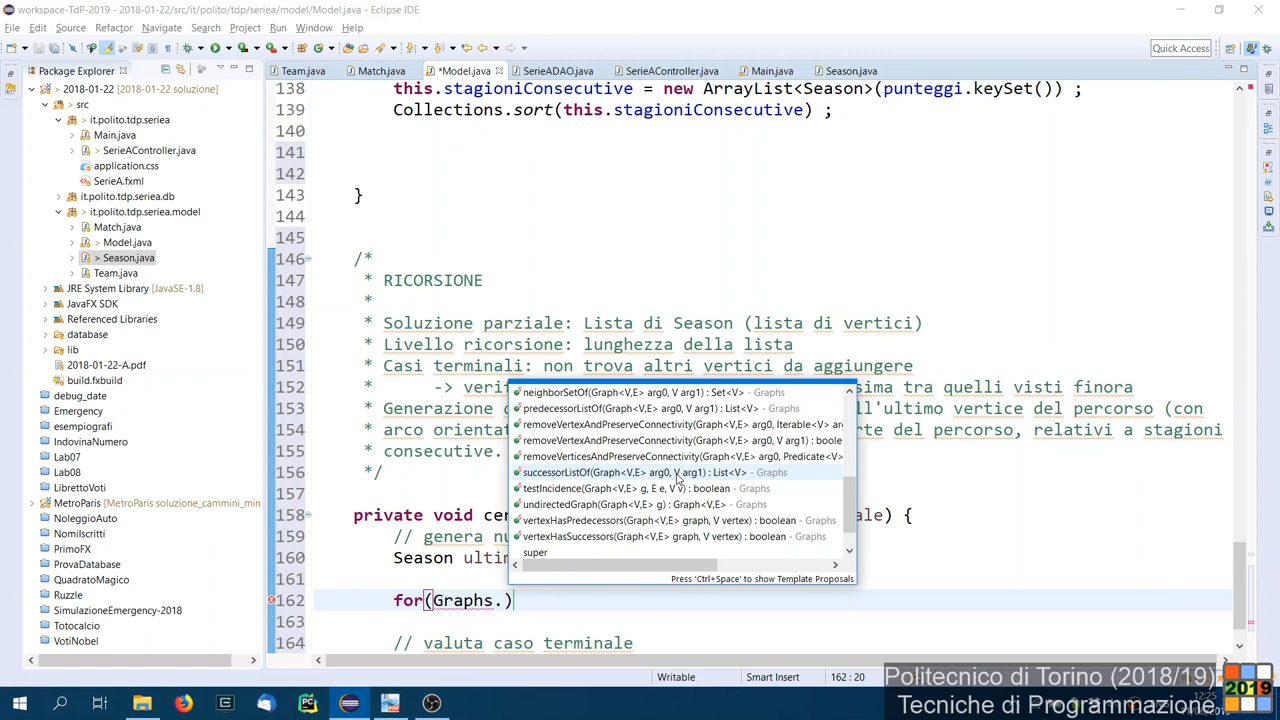 workspace-TdP-2019 - 2018-01-22/src/it/polito/tdp/seriea/model/Model.java - Eclipse IDE
File Edit Source Refactor Navigate Search Project Run Window Help
Quick Access
Package Explorer
Team.java Match.java *Model.java SerieADAO.java SerieAController.java Main.java Season.java
2018-01-22 [2018-01-22 soluzione]
src
it.polito.tdp.seriea
Main.java
> SerieAController.java
application.css
SerieA.fxml
it.polito.tdp.seriea.db
> it.polito.tdp.seriea.model
Match.java
> Model.java
> Season.java
Team.java
JRE System Library [JavaSE-1.8]
JavaFX SDK
Referenced Libraries
database
lib
2018-01-22-A.pdf
build.fxbuild
debug_date
Emergency
esempiografi
IndovinaNumero
Lab07
Lab08
LibrettoVoti
MetroParis [MetroParis soluzione_cammini_min
NoleggioAuto
NomiIscritti
PrimoFX
ProvaDatabase
QuadratoMagico
Ruzzle
SimulazioneEmergency-2018
Totocalcio
VotiNobel
138 this.stagioniConsecutive = new ArrayList<Season>(punteggi.keySet()) ;
139 Collections.sort(this.stagioniConsecutive) ;
140
141
142
143 }
144
145
146 /*
147 * RICORSIONE
148 *
149 * Soluzione parziale: Lista di Season (lista di vertici)
150 * Livello ricorsione: lunghezza della lista
151 * Casi terminali: non trova altri vertici da aggiungere
152 * -> veri sima tra quelli visti finora
153 * Generazione ll'ultimo vertice del percorso (con
154 * arco orientat rte del percorso, relativi a stagioni
155 * consecutive.
156 */
158 private void ce ale) {
159 // genera nu
160 Season ultim
161
162 for(Graphs.)
163
164 // valuta caso terminale
neighborSetOf(Graph<V,E> arg0, V arg1) : Set<V> - Graphs
predecessorListOf(Graph<V,E> arg0, V arg1) : List<V> - Graphs
removeVertexAndPreserveConnectivity(Graph<V,E> arg0, Iterable<V> ar
removeVertexAndPreserveConnectivity(Graph<V,E> arg0, V arg1) : boole
removeVerticesAndPreserveConnectivity(Graph<V,E> arg0, Predicate<V>
successorListOf(Graph<V,E> arg0, V arg1) : List<V> - Graphs
testIncidence(Graph<V,E> g, E e, V v) : boolean - Graphs
undirectedGraph(Graph<V,E> g) : Graph<V,E> - Graphs
vertexHasPredecessors(Graph<V,E> graph, V vertex) : boolean - Graphs
vertexHasSuccessors(Graph<V,E> graph, V vertex) : boolean - Graphs
super
Press 'Ctrl+Space' to show Template Proposals
Writable Smart Insert 162 : 20
Politecnico di Torino (2018/19)
Tecniche di Programmazione
2019
12:25